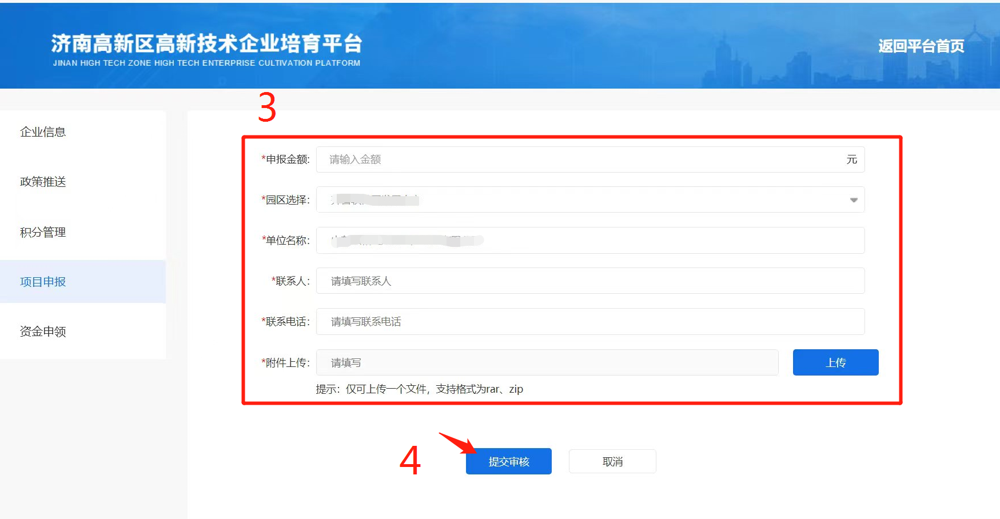 济南高新区高新技术企业培育平台
JINAN HIGH TECH ZONE HIGH TECH ENTERPRISE CULTIVATION PLATFORM
返回平台首页
3
企业信息
政策推送
积分管理
项目申报
资金申领
*申报金额: 请输入金额 元
*园区选择:
*单位名称:
*联系人: 请填写联系人
*联系电话: 请填写联系电话
*附件上传: 请填写 上传
提示：仅可上传一个文件，支持格式为rar、zip
4
提交审核 取消